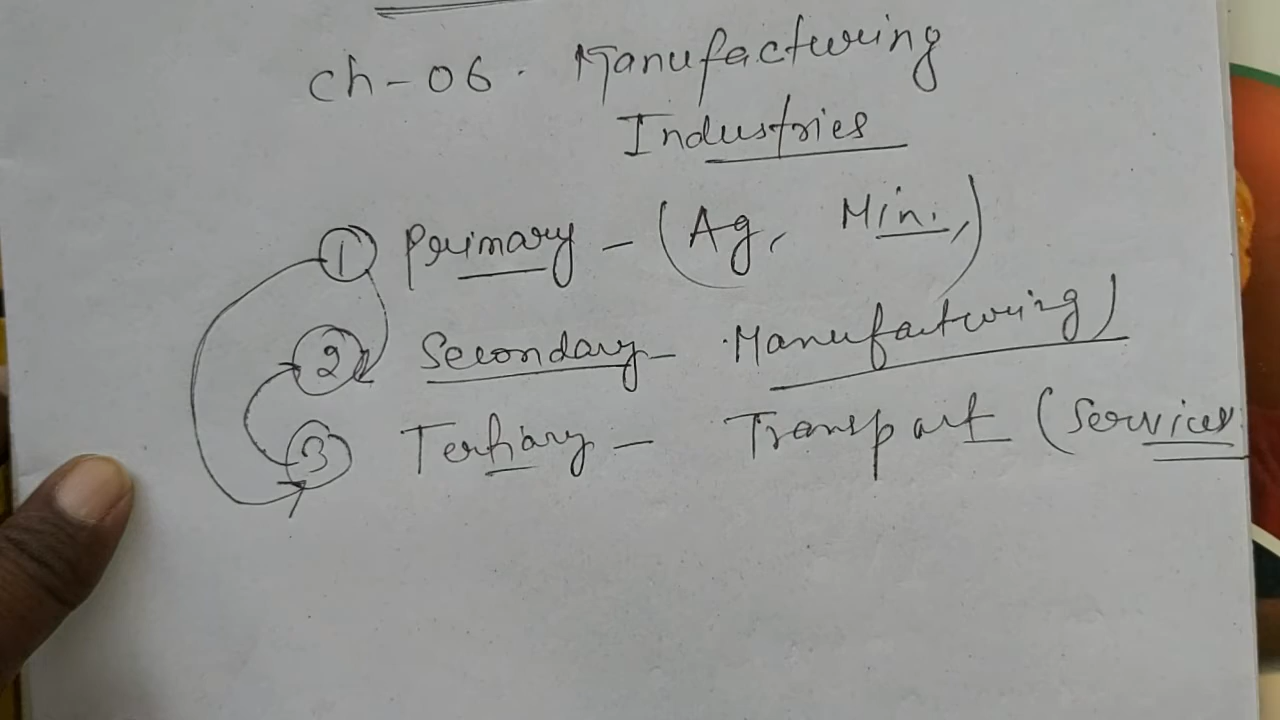 Ch-06. Manufacturing
Industries
① Primary - (Ag, Min.,)
② Secondary - Manufacturing)
③ Tertiary - Transport (Services